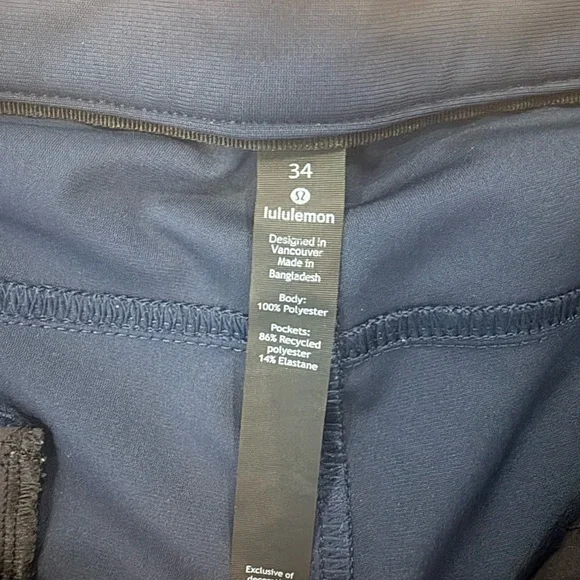 34
lululemon
Designed in
Vancouver
Made in
Bangladesh
Body:
100% Polyester
Pockets:
86% Recycled
polyester
14% Elastane
Exclusive of